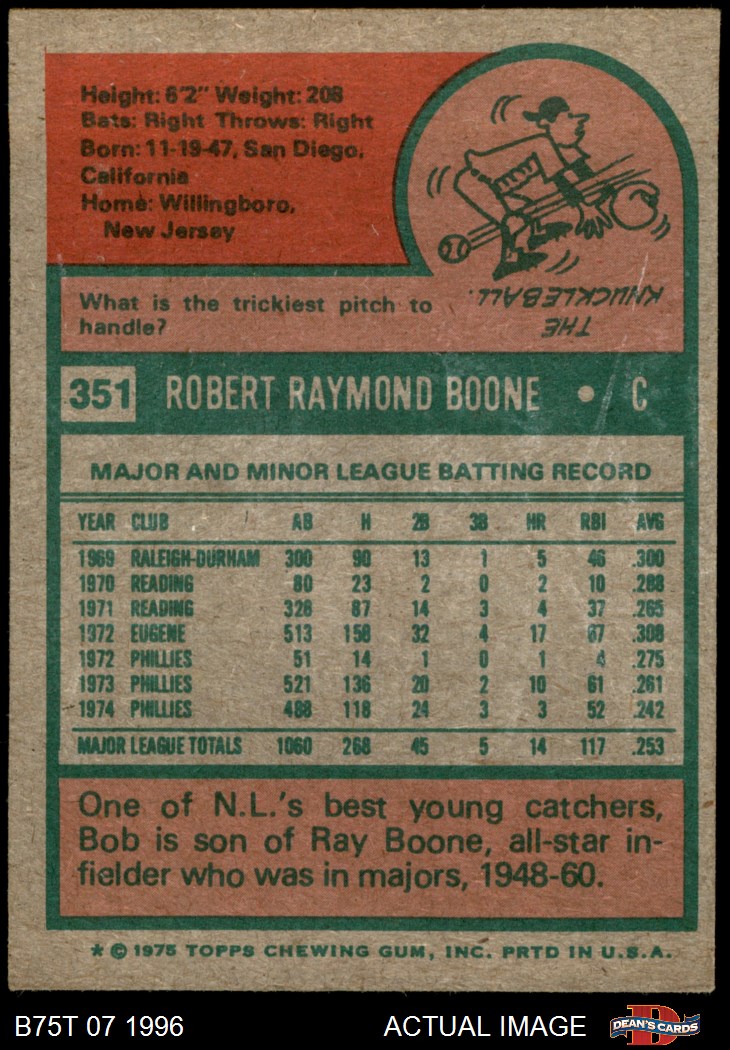 Height: 6'2" Weight: 208
Bats: Right Throws: Right
Born: 11-19-47, San Diego,
California
Home: Willingboro,
New Jersey
What is the trickiest pitch to
handle?
THE
KNUCKLEBALL.
351 ROBERT RAYMOND BOONE • C
MAJOR AND MINOR LEAGUE BATTING RECORD
YEAR CLUB AB H 2B 3B HR RBI AVG
1969 RALEIGH-DURHAM 300 90 13 1 5 46 .300
1970 READING 80 23 2 0 2 10 .288
1971 READING 328 87 14 3 4 37 .265
1972 EUGENE 513 158 32 4 17 67 .308
1972 PHILLIES 51 14 1 0 1 4 .275
1973 PHILLIES 521 136 20 2 10 61 .261
1974 PHILLIES 488 118 24 3 3 52 .242
MAJOR LEAGUE TOTALS 1060 268 45 5 14 117 .253
One of N.L.'s best young catchers,
Bob is son of Ray Boone, all-star in-
fielder who was in majors, 1948-60.
* © 1975 TOPPS CHEWING GUM, INC. PRTD IN U.S.A.
B75T 07 1996 ACTUAL IMAGE DEAN'S CARDS